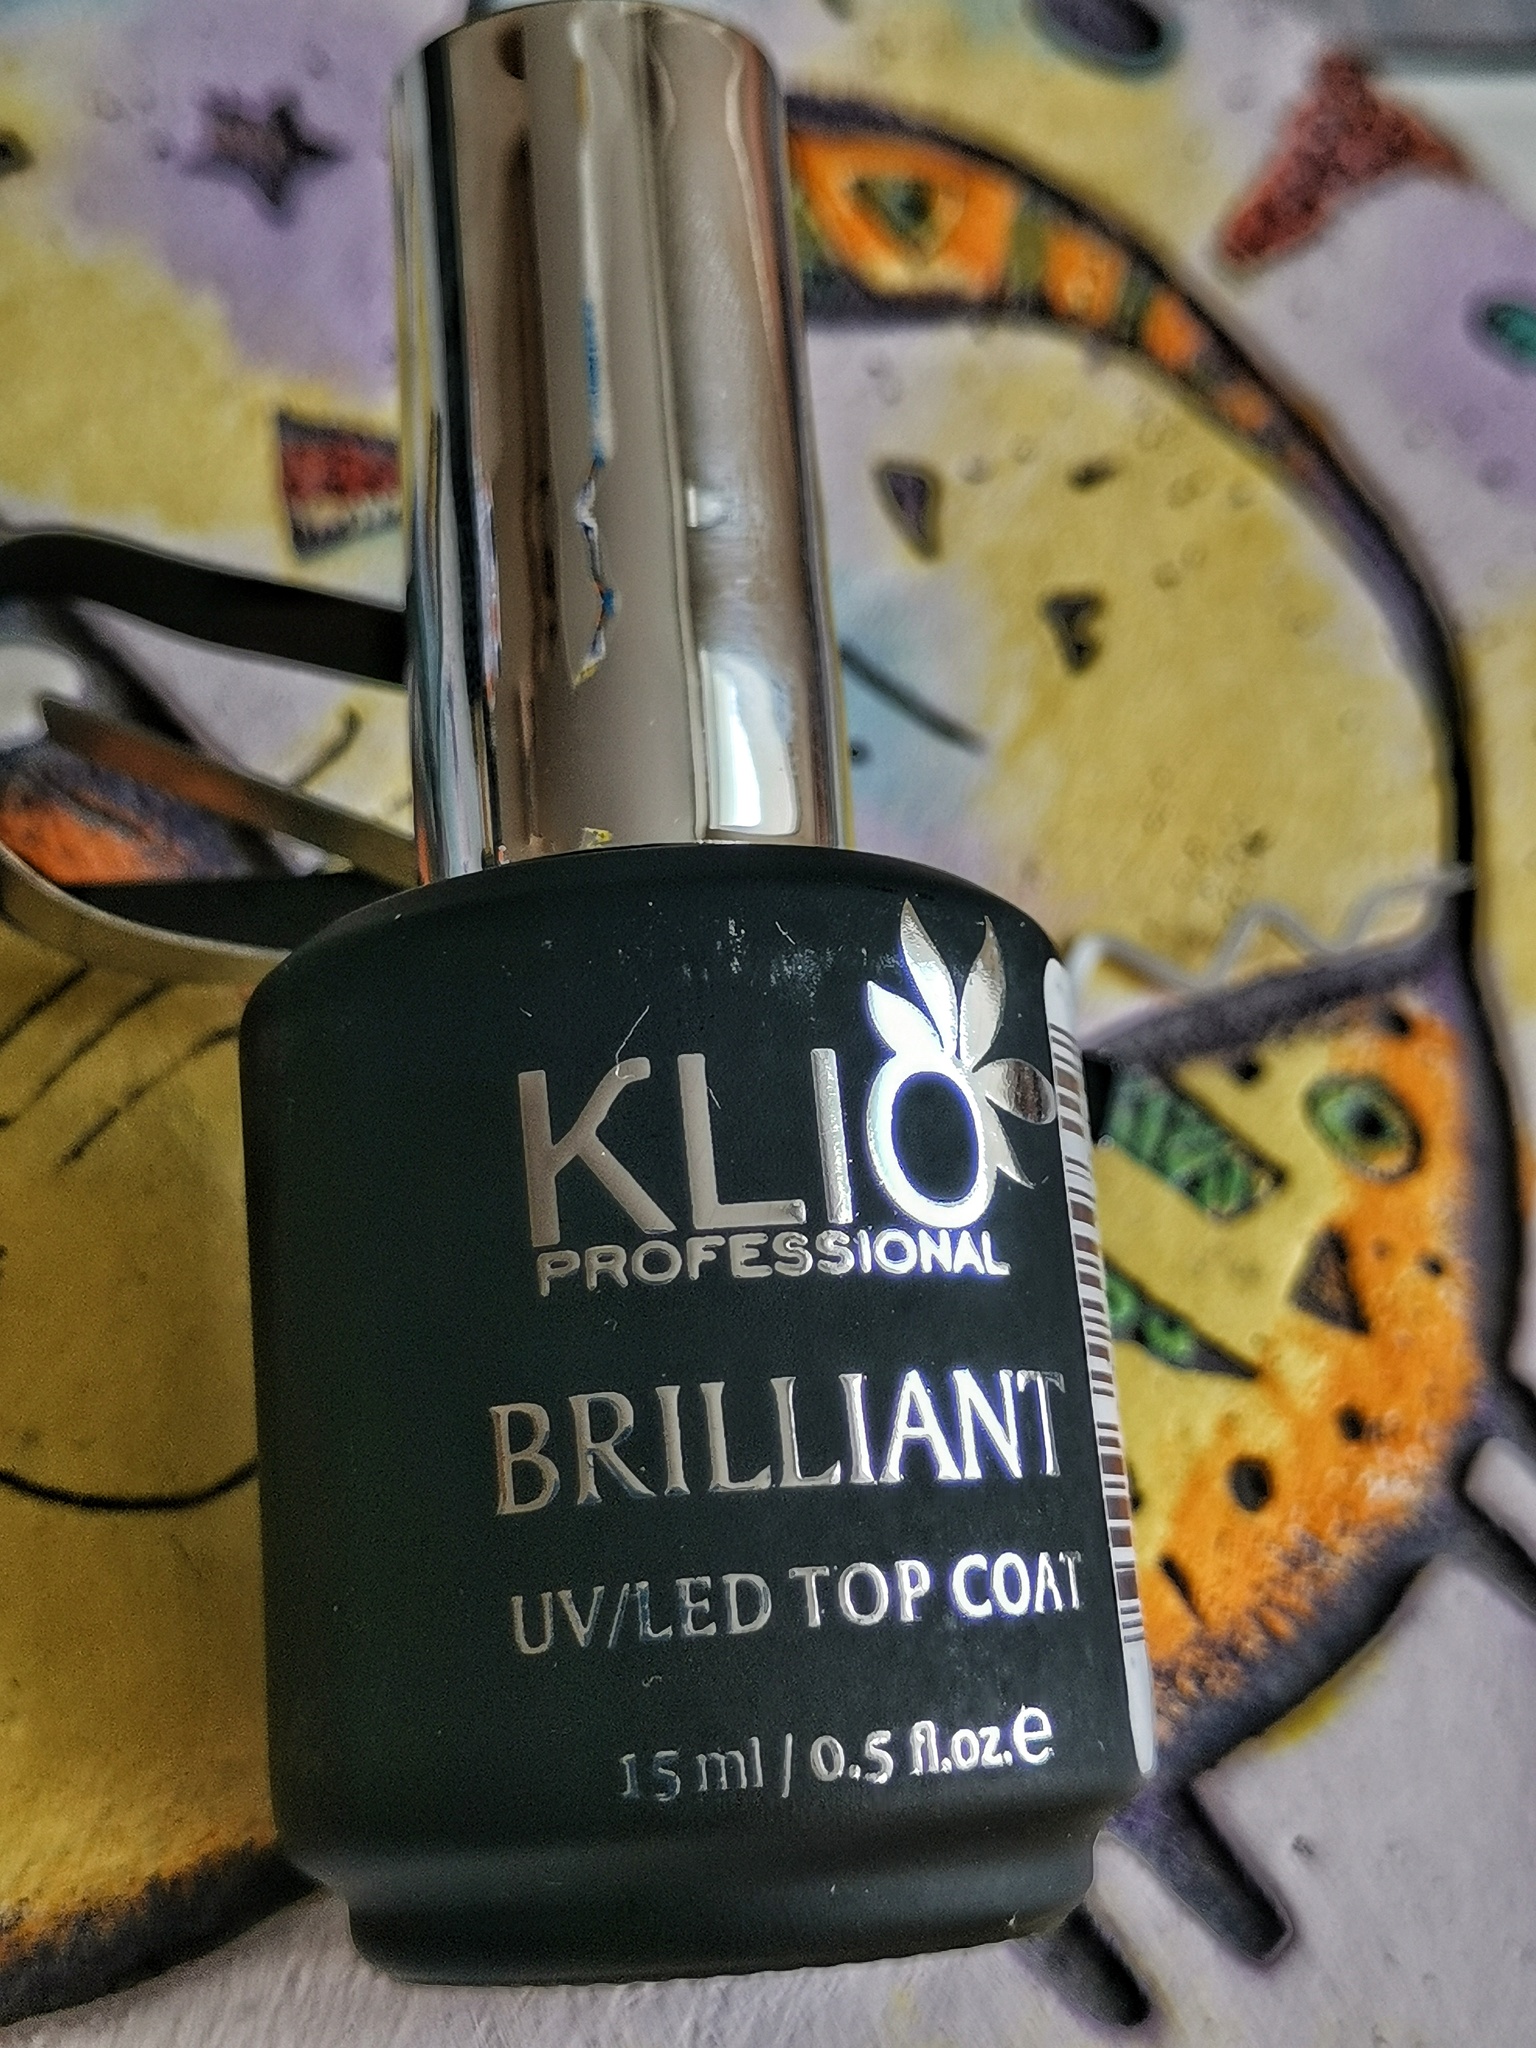 KLIO
PROFESSIONAL
BRILLIANT
UV/LED TOP COAT
15 ml / 0.5 fl.oz.e